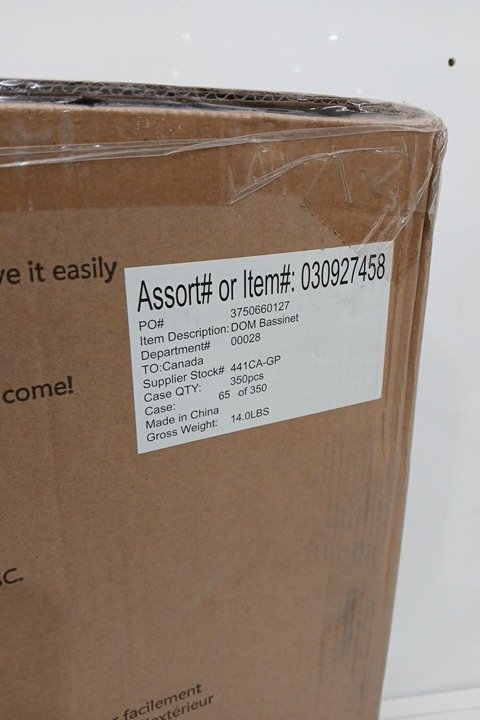 ve it easily
Assort# or Item#: 030927458
PO# 3750660127
Item Description: DOM Bassinet
Department# 00028
TO:Canada
Supplier Stock# 441CA-GP
Case QTY: 350pcs
Case: 65 of 350
Made in China
Gross Weight: 14.0LBS
come!
.c.
facilement
extérieur